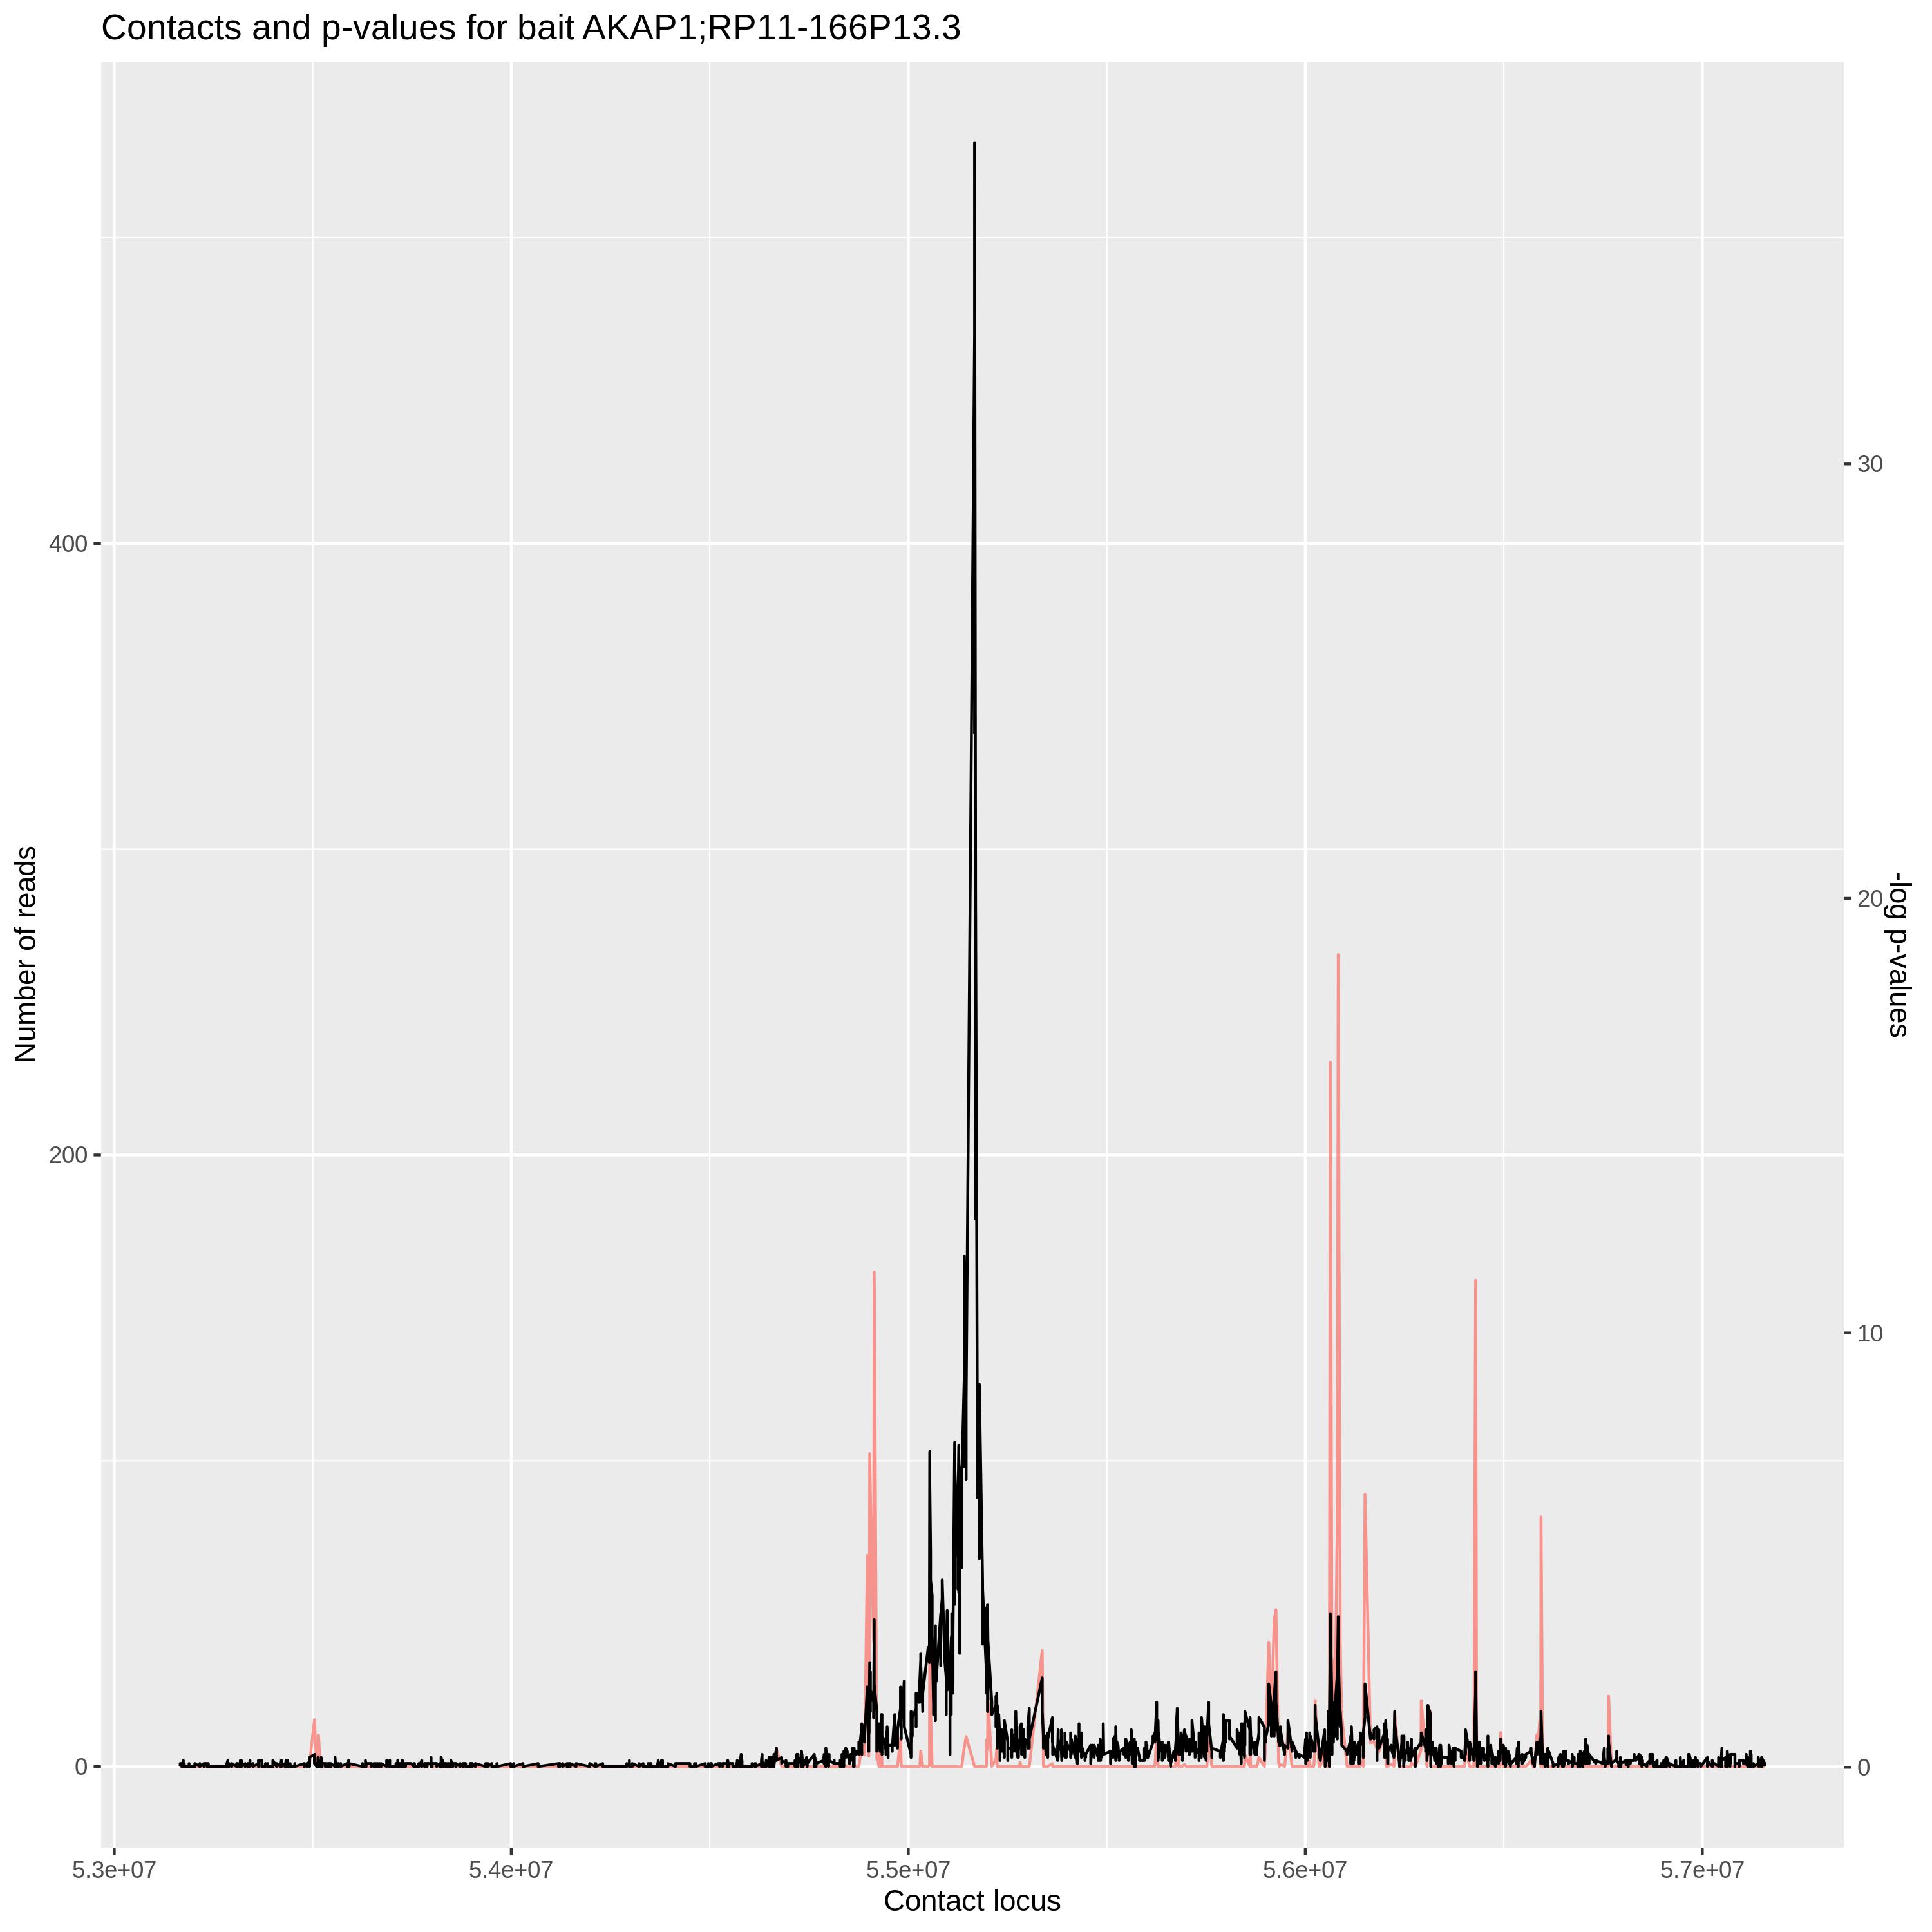 Contacts and p-values for bait AKAP1;RP11-166P13.3
Number of reads
400
200
0
30
20
10
0
-log p-values
5.3e+07
5.4e+07
5.5e+07
5.6e+07
5.7e+07
Contact locus